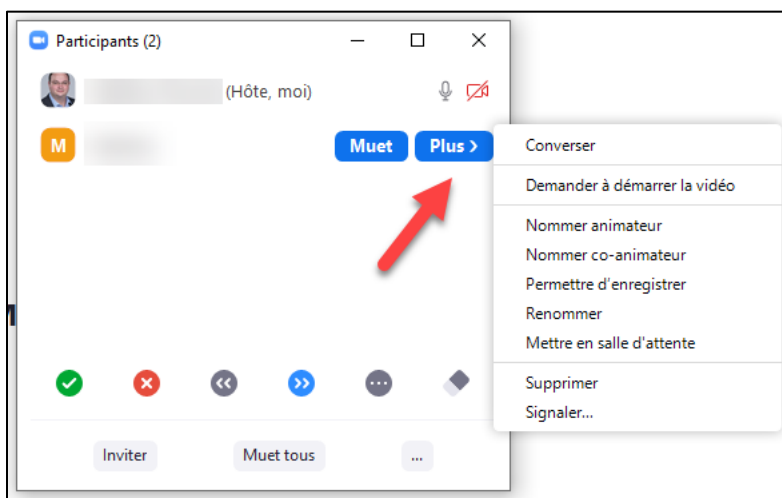 Participants (2)
(Hôte, moi)
M
Muet
Plus >
Converser
Demander à démarrer la vidéo
Nommer animateur
Nommer co-animateur
Permettre d'enregistrer
Renommer
Mettre en salle d'attente
Supprimer
Signaler...
Inviter
Muet tous
...